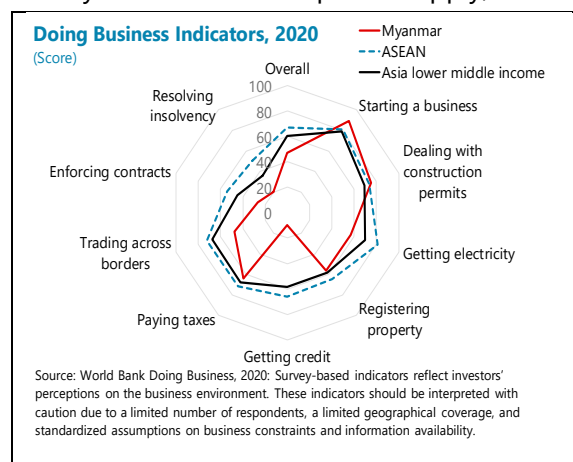 Doing Business Indicators, 2020
(Score)
Myanmar
ASEAN
Asia lower middle income
Overall
Starting a business
Dealing with
construction
permits
Getting electricity
Registering
property
Getting credit
Paying taxes
Trading across
borders
Enforcing contracts
Resolving
insolvency
100
80
60
40
20
0
Source: World Bank Doing Business, 2020: Survey-based indicators reflect investors'
perceptions on the business environment. These indicators should be interpreted with
caution due to a limited number of respondents, a limited geographical coverage, and
standardized assumptions on business constraints and information availability.